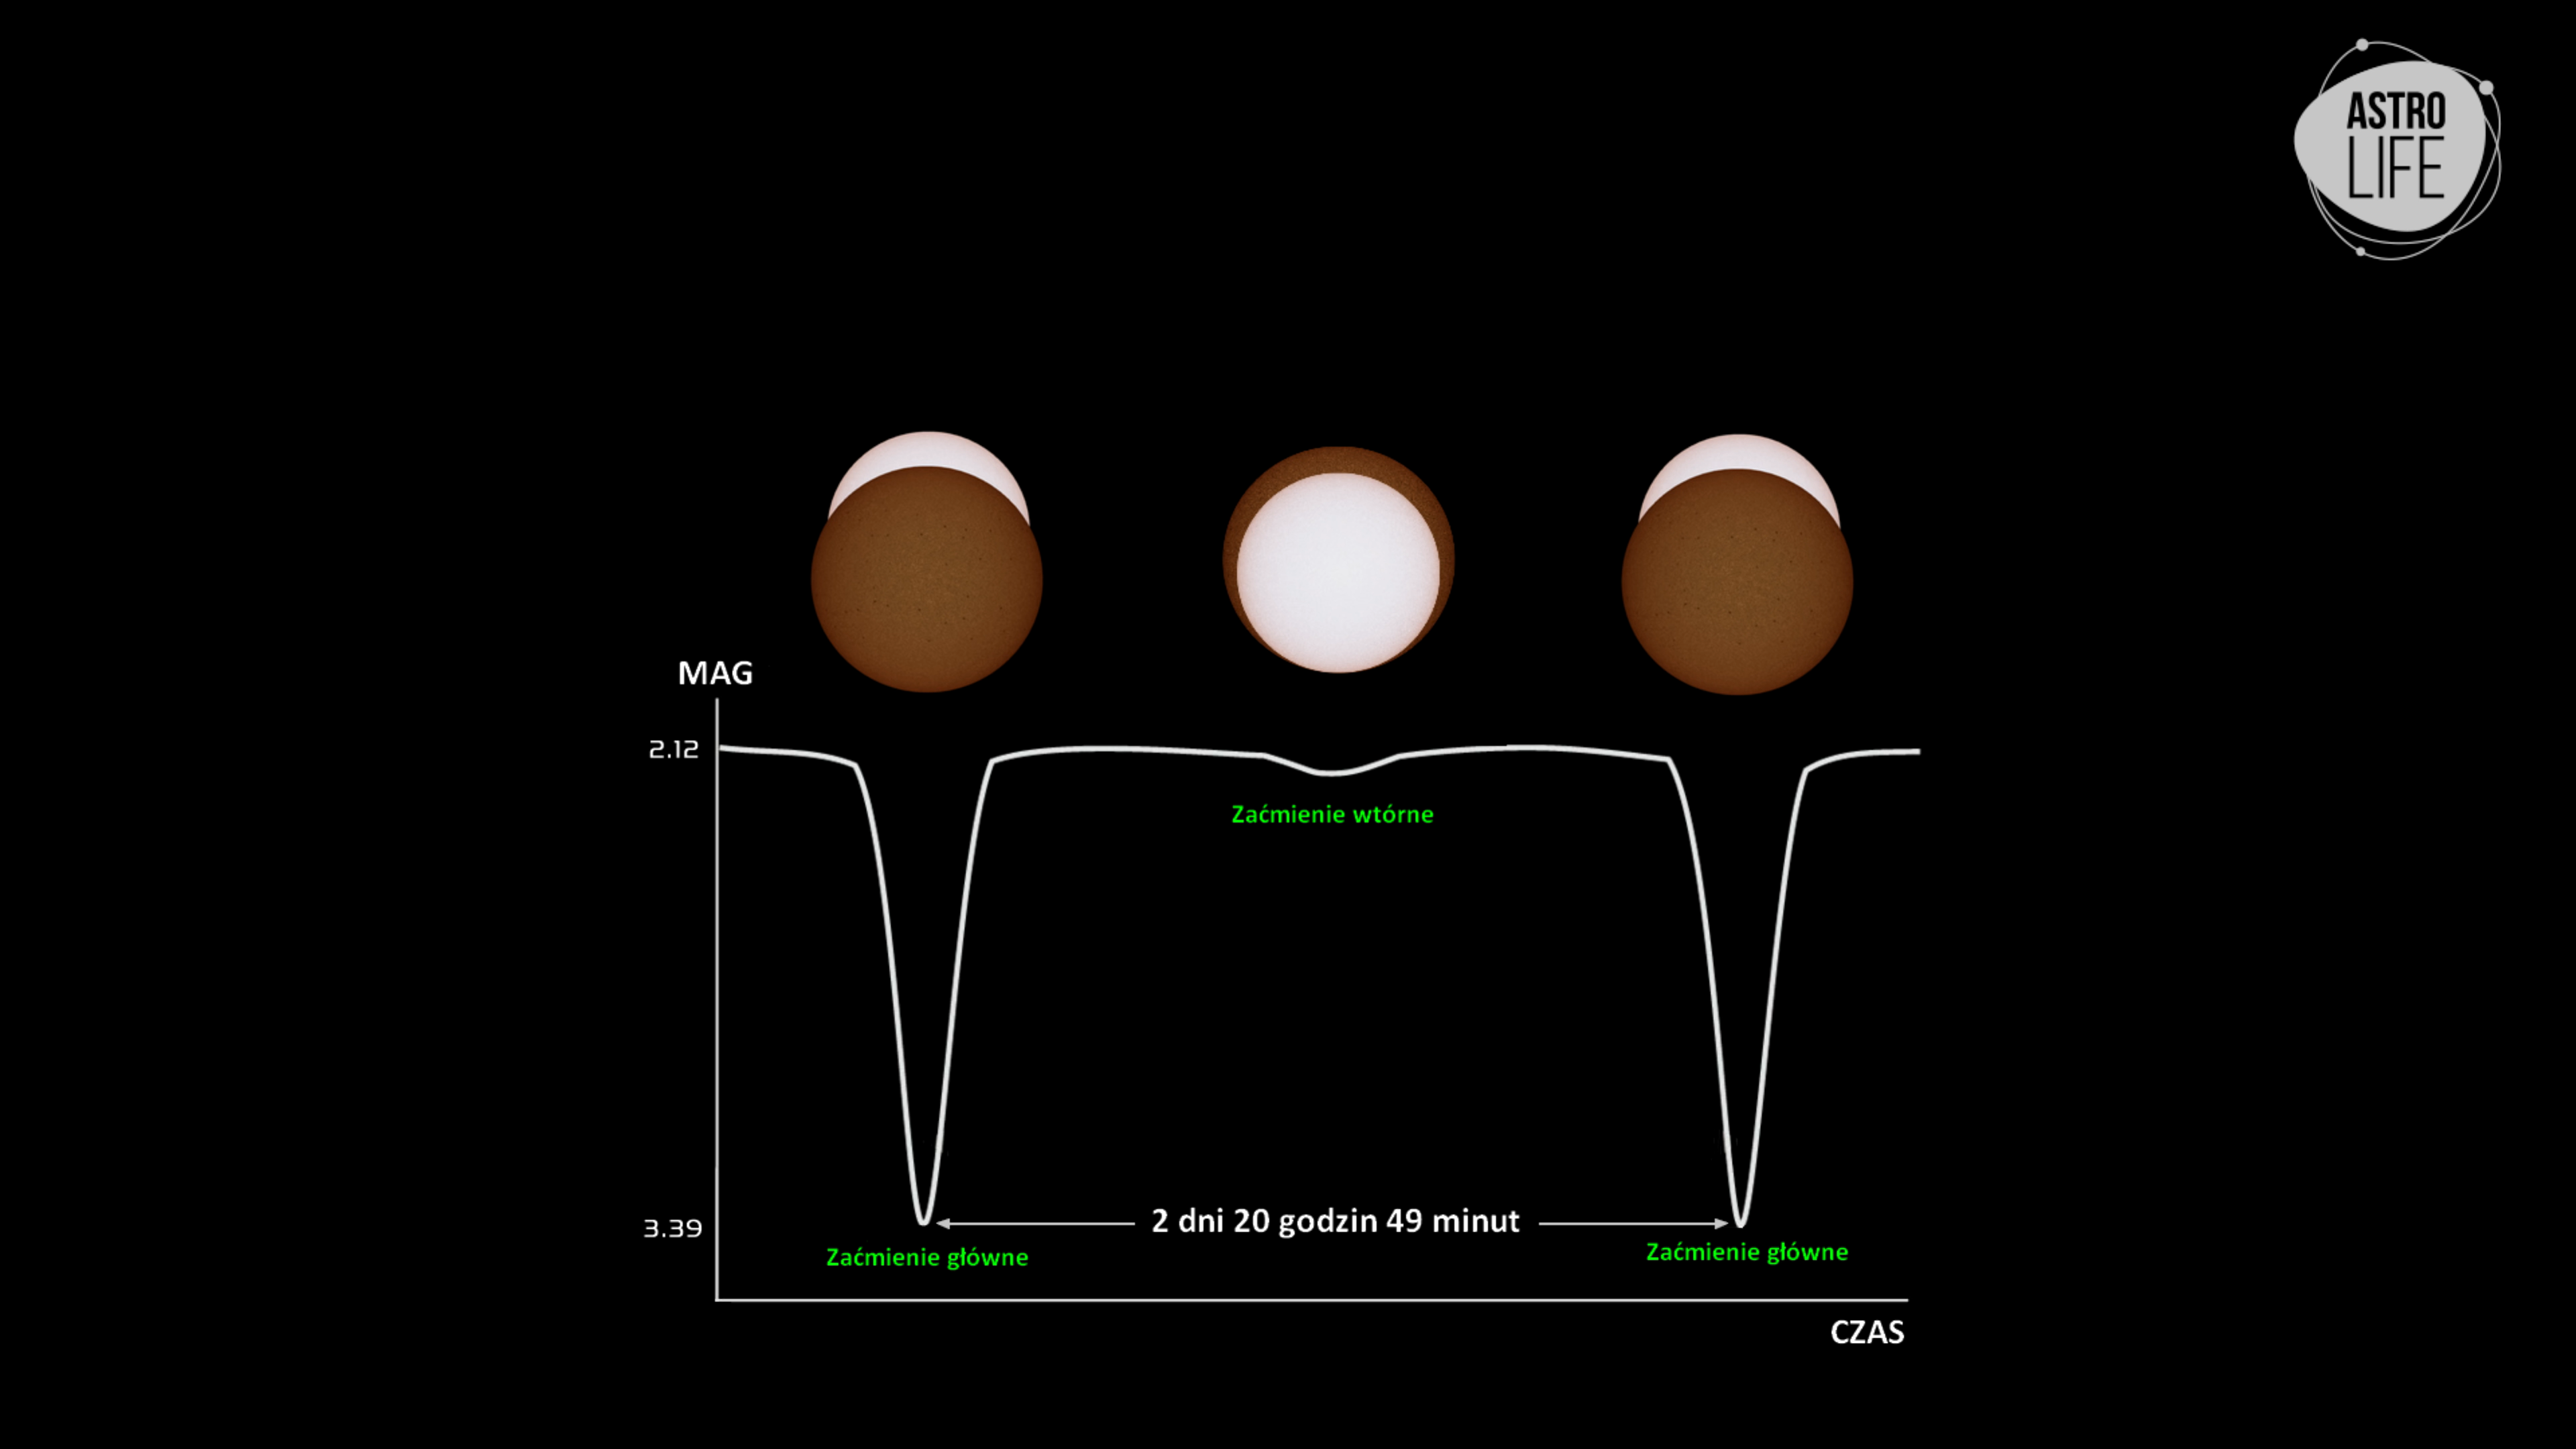 ASTRO
LIFE
MAG
2.12
Zaćmienie wtórne
3.39
2 dni 20 godzin 49 minut
Zaćmienie główne
Zaćmienie główne
CZAS